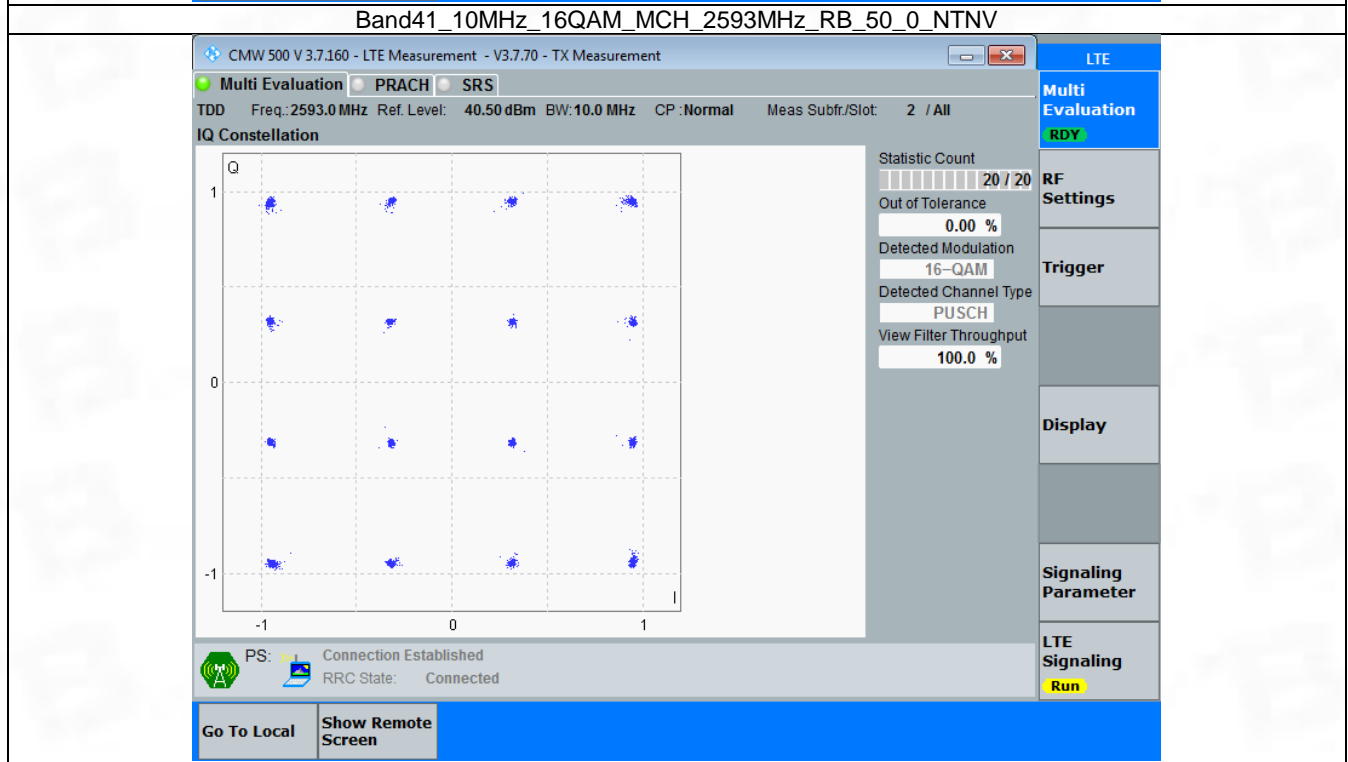 Band41_10MHz_16QAM_MCH_2593MHz_RB_50_0_NTNV
CMW 500 V 3.7.160 - LTE Measurement - V3.7.70 - TX Measurement
LTE
Multi Evaluation PRACH SRS
TDD Freg.: 2593.0 MHz Ref. Level: 40.50 dBm BW: 10.0 MHz CP : Normal Meas Subfr./Slot: 2 / All
IQ Constellation
Q
1
0
-1
-1 0 1
I
Statistic Count
20 / 20
Out of Tolerance
0.00 %
Detected Modulation
16-QAM
Detected Channel Type
PUSCH
View Filter Throughput
100.0 %
Multi
Evaluation
RDY
RF
Settings
Trigger
Display
Signaling
Parameter
LTE
Signaling
Run
PS: Connection Established
RRC State: Connected
Go To Local
Show Remote
Screen